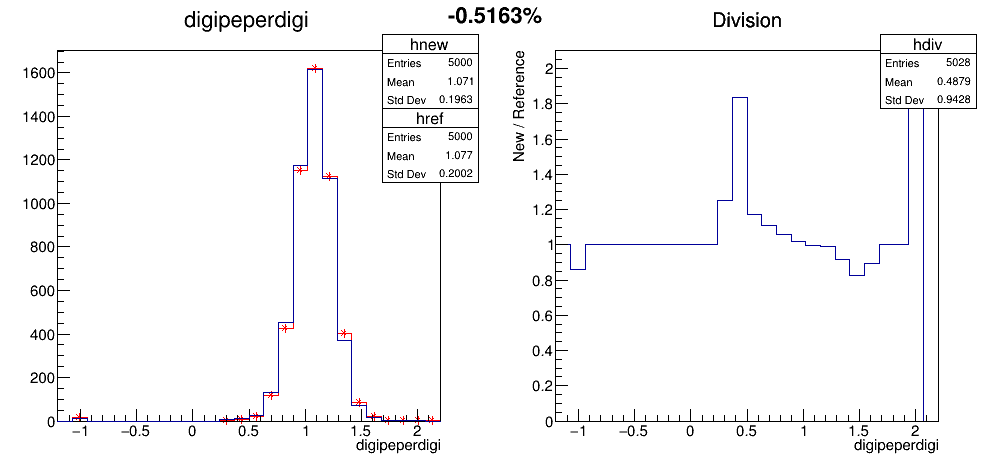 -0.5163%
digipeperdigi
hnew
Entries 5000
Mean 1.071
Std Dev 0.1963
href
Entries 5000
Mean 1.077
Std Dev 0.2002
1600
1400
1200
1000
800
600
400
200
0
−1 −0.5 0 0.5 1 1.5 2
digipeperdigi
Division
hdiv
Entries 5028
Mean 0.4879
Std Dev 0.9428
New / Reference
2
1.8
1.6
1.4
1.2
1
0.8
0.6
0.4
0.2
0
−1 −0.5 0 0.5 1 1.5 2
digipeperdigi